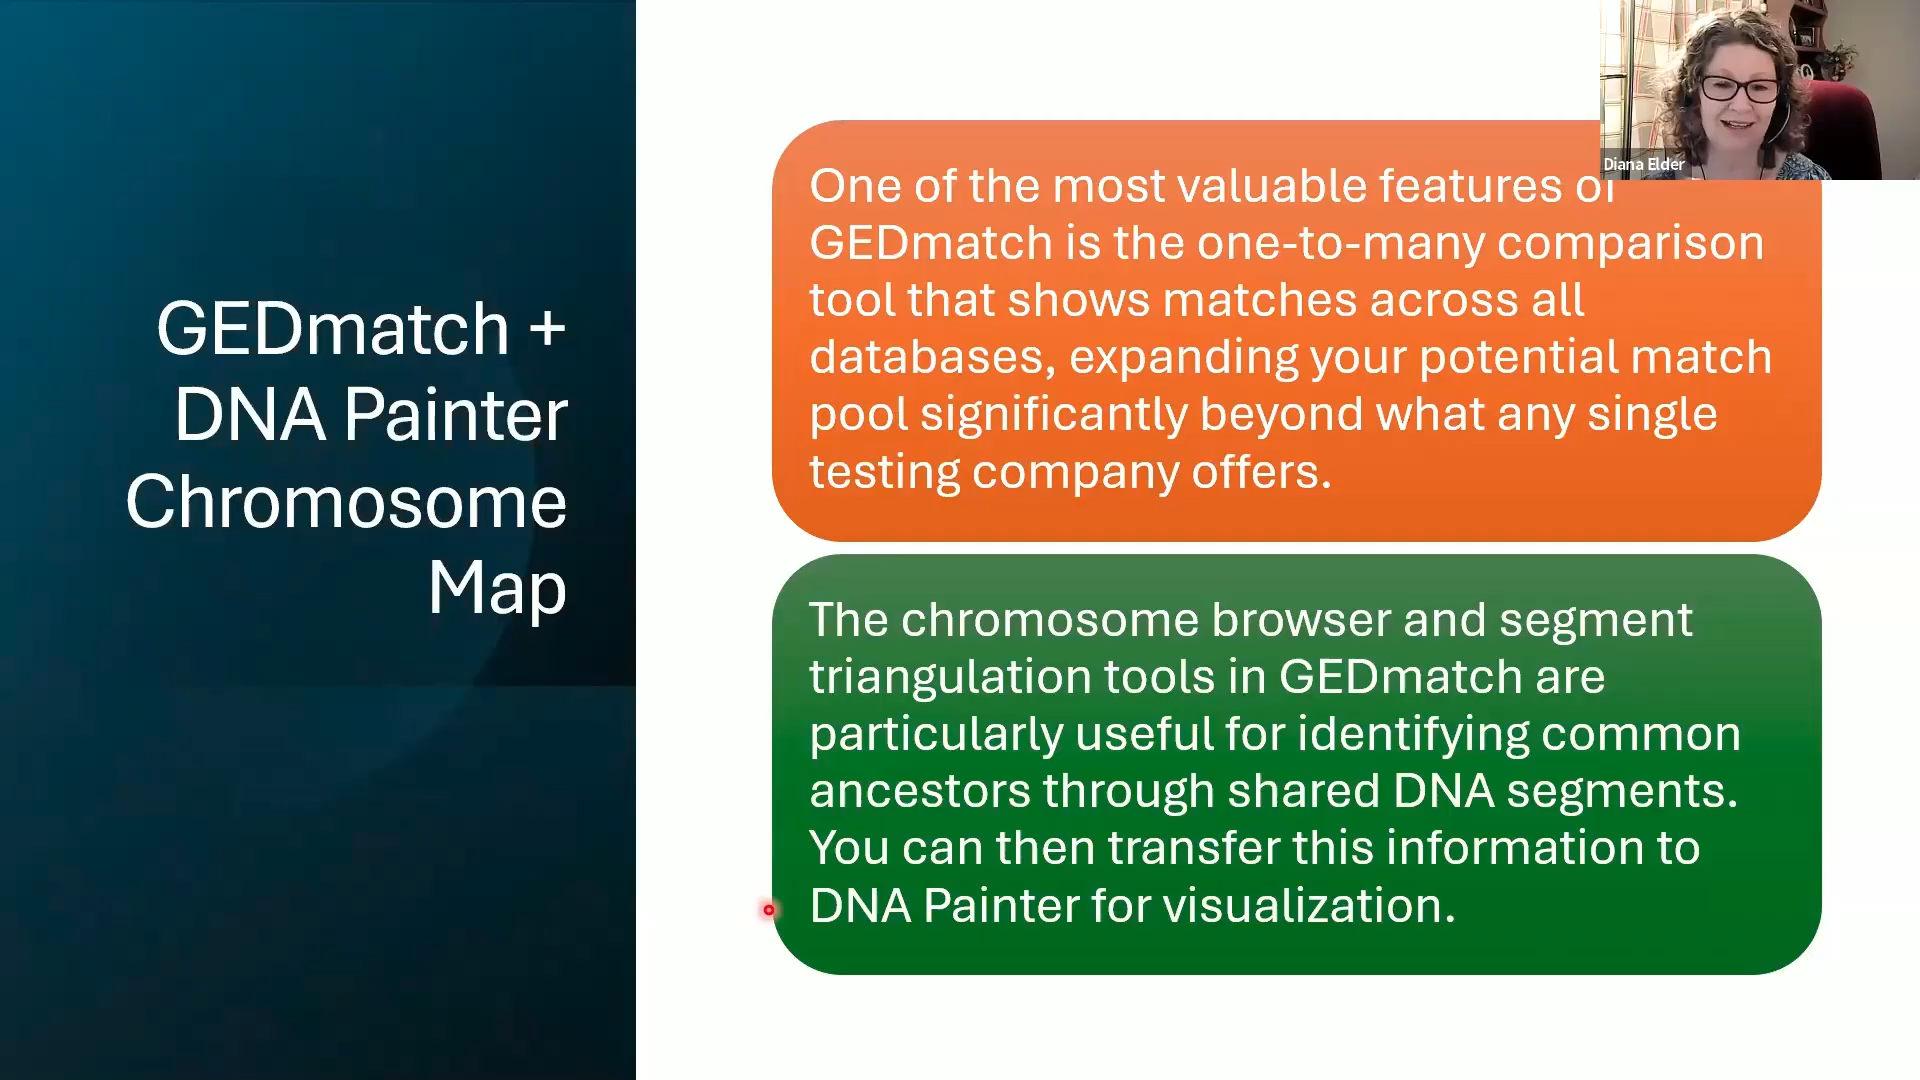 GEDmatch +
DNA Painter
Chromosome
Map
One of the most valuable features of
GEDmatch is the one-to-many comparison
tool that shows matches across all
databases, expanding your potential match
pool significantly beyond what any single
testing company offers.
The chromosome browser and segment
triangulation tools in GEDmatch are
particularly useful for identifying common
ancestors through shared DNA segments.
You can then transfer this information to
DNA Painter for visualization.
Diana Elder